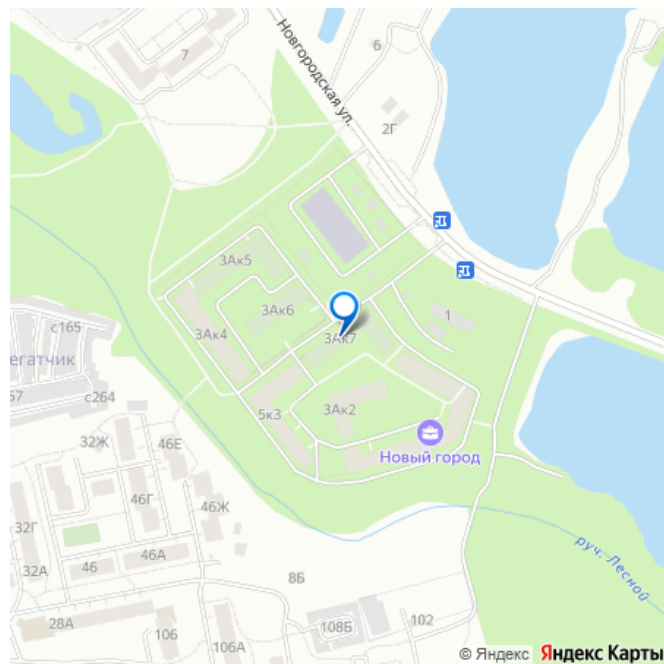 7
6
Новгородская ул.
2Г
3Ак5
3Ак6
1
с165
3Ак4
3Ак7
егатчик
с264
57
5к3
3Ак2
32Ж
46Е
Новый город
46Г
46Ж
32Г
46А
руч. Лесной
32А
46
8Б
28А
102
108Б
106
106А
© Яндекс Яндекс Карты